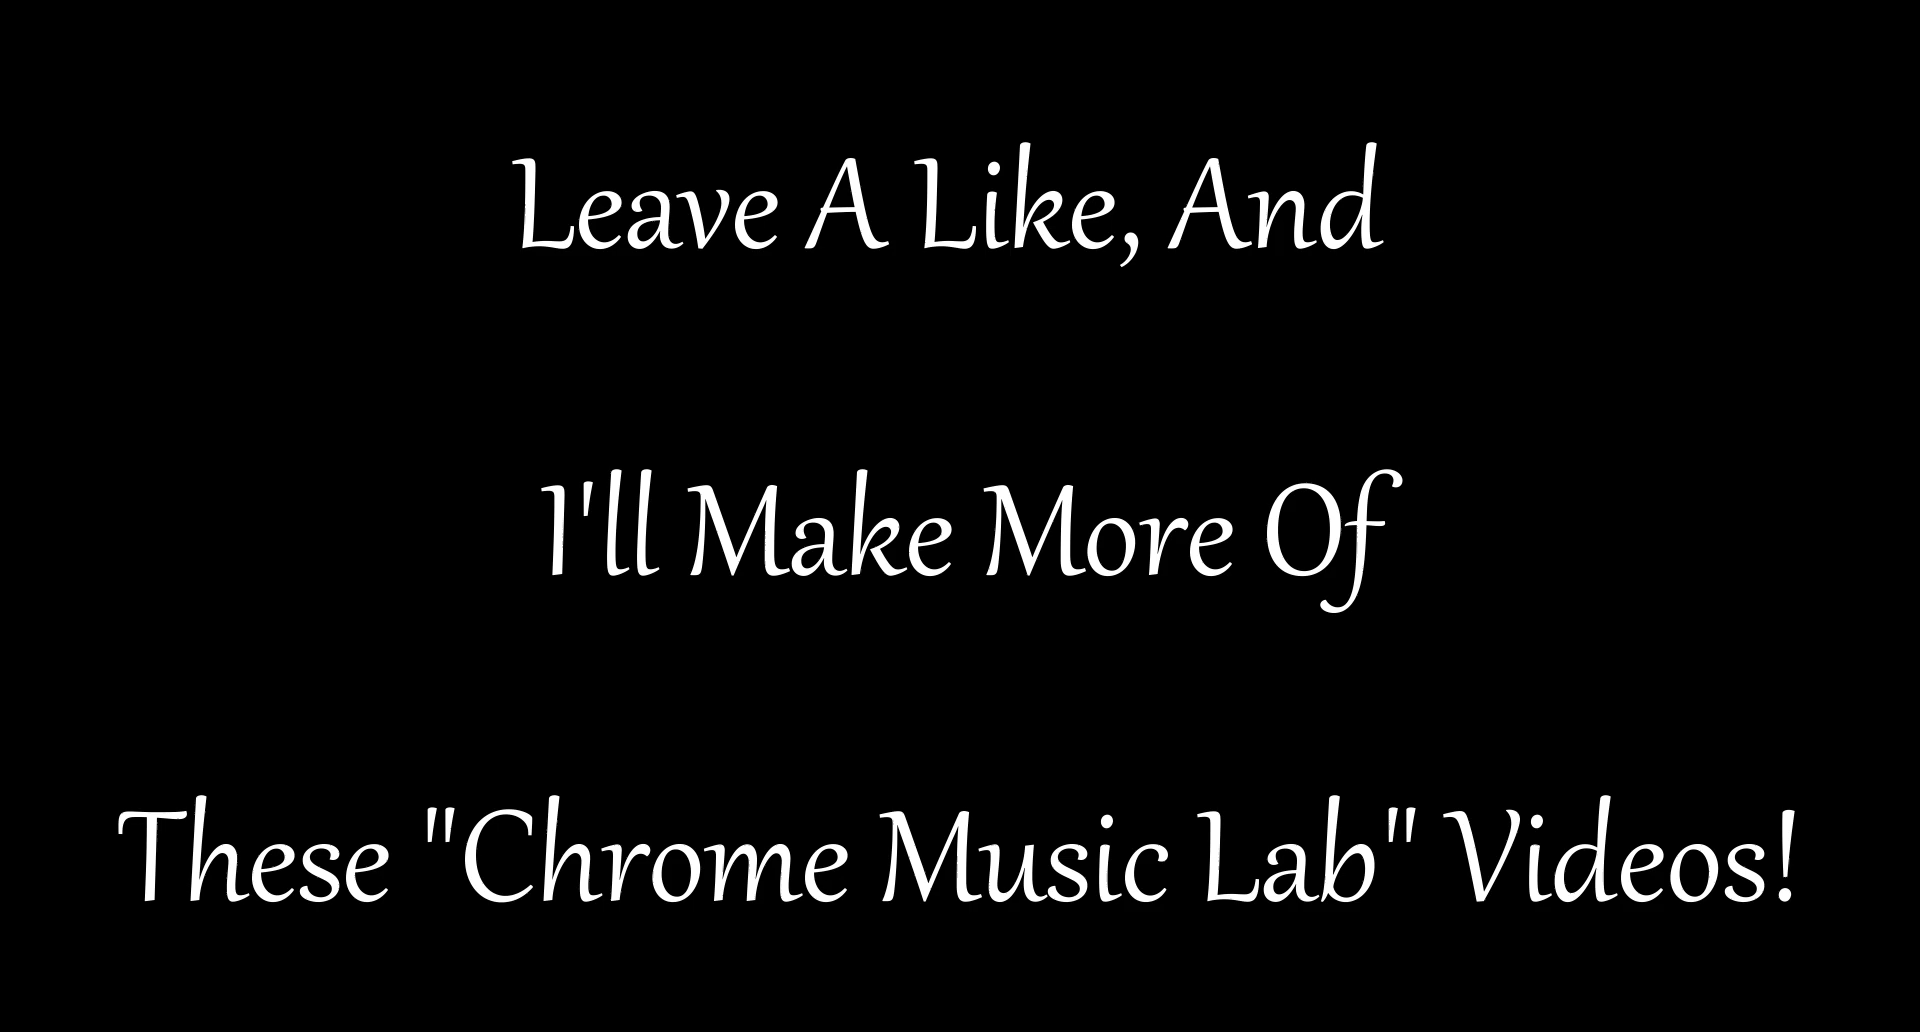 Leave A Like, And
I'll Make More Of
These "Chrome Music Lab" Videos!